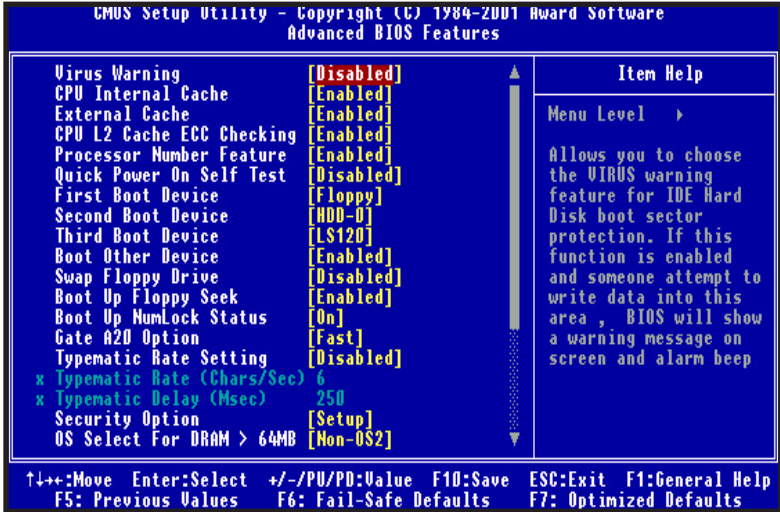 CMOS Setup Utility - Copyright (C) 1984-2001 Award Software
Advanced BIOS Features
Virus Warning [Disabled]
CPU Internal Cache [Enabled]
External Cache [Enabled]
CPU L2 Cache ECC Checking [Enabled]
Processor Number Feature [Enabled]
Quick Power On Self Test [Disabled]
First Boot Device [Floppy]
Second Boot Device [HDD-0]
Third Boot Device [LS120]
Boot Other Device [Enabled]
Swap Floppy Drive [Disabled]
Boot Up Floppy Seek [Enabled]
Boot Up NumLock Status [On]
Gate A20 Option [Fast]
Typematic Rate Setting [Disabled]
x Typematic Rate (Chars/Sec) 6
x Typematic Delay (Msec) 250
Security Option [Setup]
OS Select For DRAM > 64MB [Non-OS2]
Item Help
Menu Level ▸
Allows you to choose
the VIRUS warning
feature for IDE Hard
Disk boot sector
protection. If this
function is enabled
and someone attempt to
write data into this
area , BIOS will show
a warning message on
screen and alarm beep
↑↓→←:Move Enter:Select +/-/PU/PD:Value F10:Save ESC:Exit F1:General Help
F5: Previous Values F6: Fail-Safe Defaults F7: Optimized Defaults